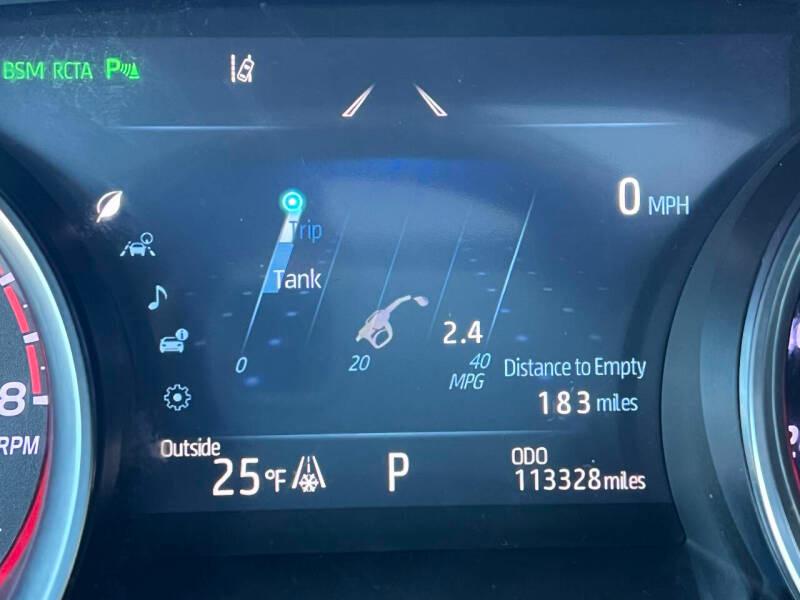 BSM RCTA P
0 MPH
Trip
Tank
2.4
0 20 40
MPG
Distance to Empty
183 miles
8
RPM
Outside
25 °F
P
ODO
113328 miles